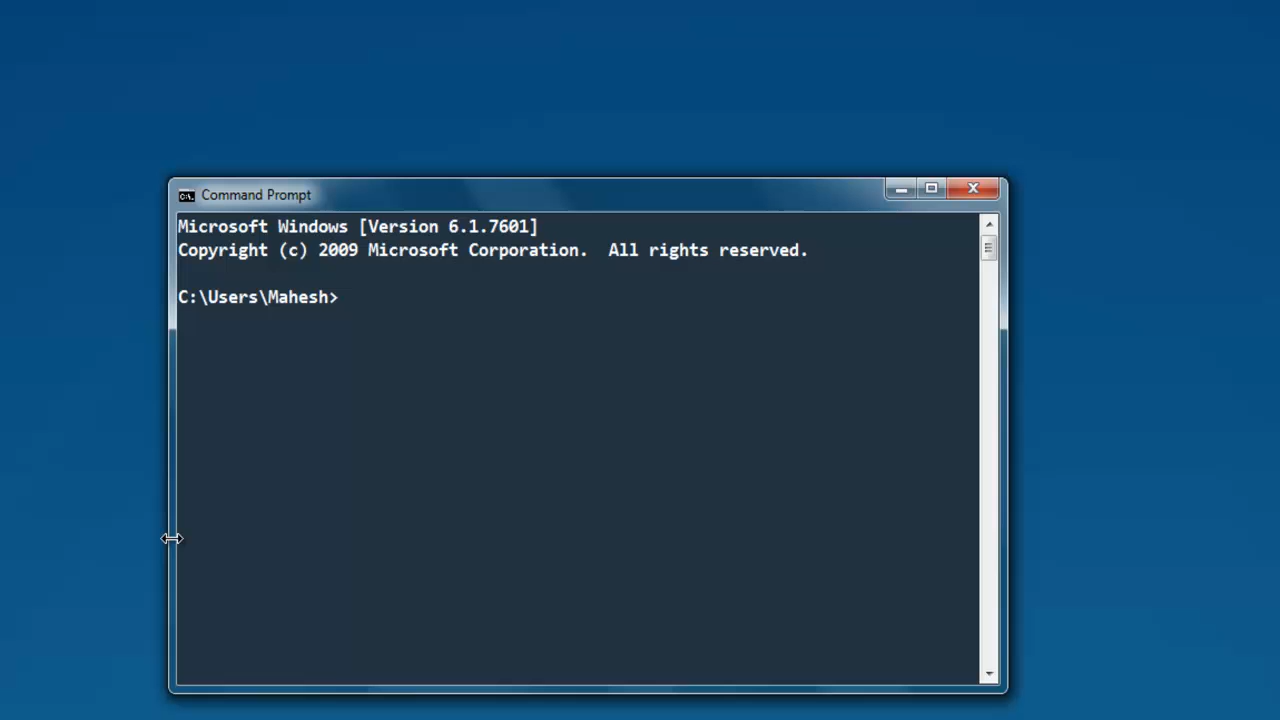 Command Prompt
Microsoft Windows [Version 6.1.7601]
Copyright (c) 2009 Microsoft Corporation.  All rights reserved.
C:\Users\Mahesh>